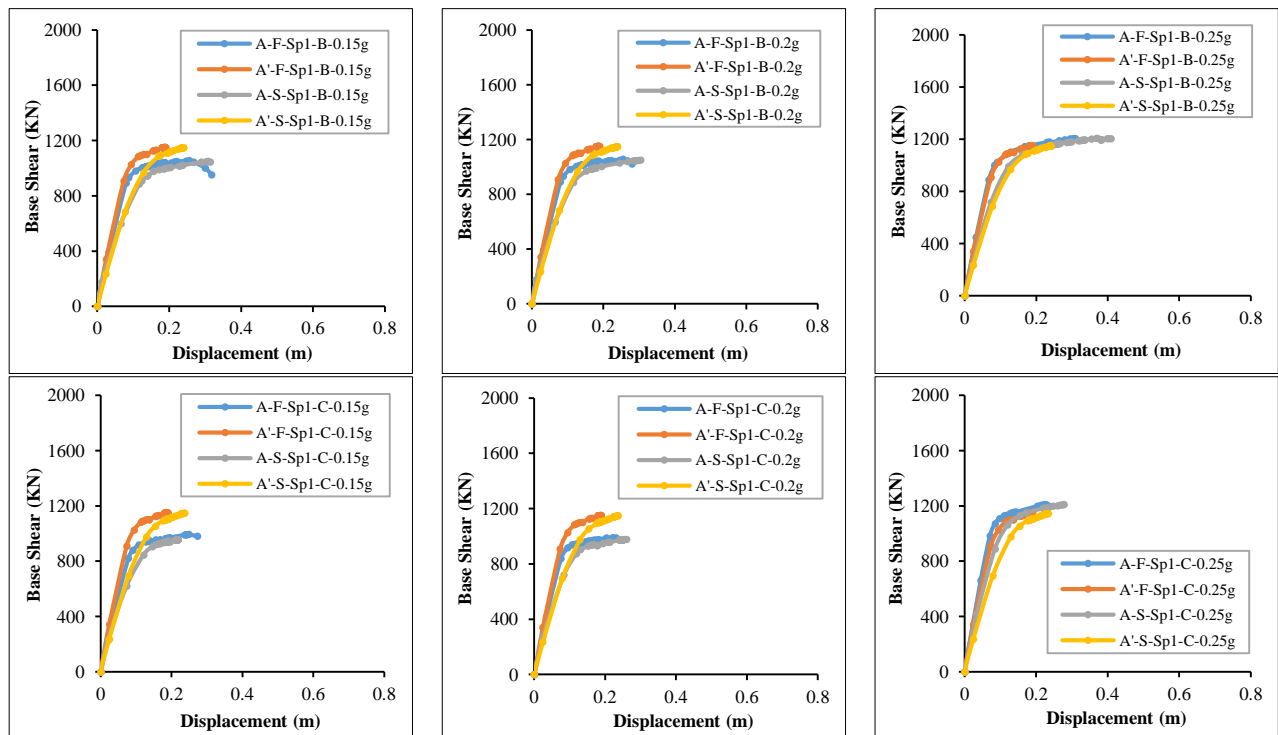 2000
1600
1200
800
400
0
Base Shear (KN)
0 0.2 0.4 0.6 0.8
Displacement (m)
A-F-Sp1-B-0.15g
A'-F-Sp1-B-0.15g
A-S-Sp1-B-0.15g
A'-S-Sp1-B-0.15g
2000
1600
1200
800
400
0
Base Shear (KN)
0 0.2 0.4 0.6 0.8
Displacement (m)
A-F-Sp1-B-0.2g
A'-F-Sp1-B-0.2g
A-S-Sp1-B-0.2g
A'-S-Sp1-B-0.2g
2000
1600
1200
800
400
0
Base Shear (KN)
0 0.2 0.4 0.6 0.8
Displacement (m)
A-F-Sp1-B-0.25g
A'-F-Sp1-B-0.25g
A-S-Sp1-B-0.25g
A'-S-Sp1-B-0.25g
2000
1600
1200
800
400
0
Base Shear (KN)
0 0.2 0.4 0.6 0.8
Displacement (m)
A-F-Sp1-C-0.15g
A'-F-Sp1-C-0.15g
A-S-Sp1-C-0.15g
A'-S-Sp1-C-0.15g
2000
1600
1200
800
400
0
Base Shear (KN)
0 0.2 0.4 0.6 0.8
Displacement (m)
A-F-Sp1-C-0.2g
A'-F-Sp1-C-0.2g
A-S-Sp1-C-0.2g
A'-S-Sp1-C-0.2g
2000
1600
1200
800
400
0
Base Shear (KN)
0 0.2 0.4 0.6 0.8
Displacement (m)
A-F-Sp1-C-0.25g
A'-F-Sp1-C-0.25g
A-S-Sp1-C-0.25g
A'-S-Sp1-C-0.25g